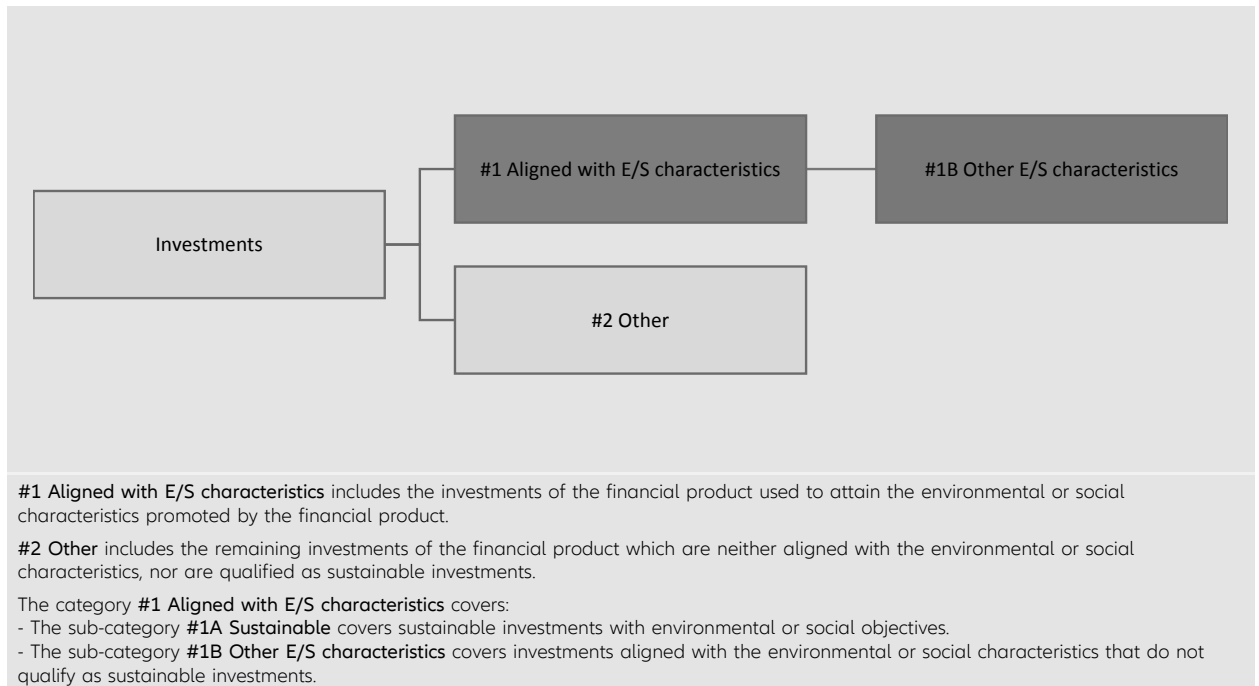 #1 Aligned with E/S characteristics
#1B Other E/S characteristics
Investments
#2 Other
#1 Aligned with E/S characteristics includes the investments of the financial product used to attain the environmental or social
characteristics promoted by the financial product.
#2 Other includes the remaining investments of the financial product which are neither aligned with the environmental or social
characteristics, nor are qualified as sustainable investments.
The category #1 Aligned with E/S characteristics covers:
- The sub-category #1A Sustainable covers sustainable investments with environmental or social objectives.
- The sub-category #1B Other E/S characteristics covers investments aligned with the environmental or social characteristics that do not
qualify as sustainable investments.